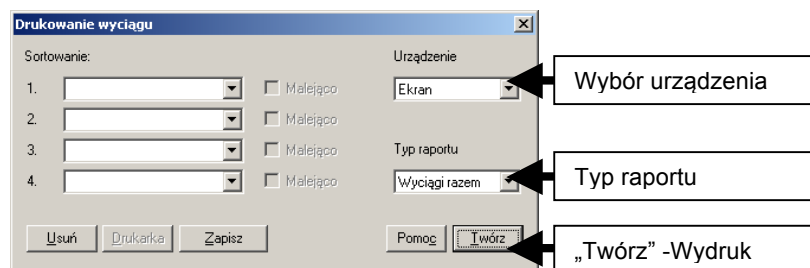 Drukowanie wyciągu
Sortowanie:
Urządzenie
1.
Malejąco
Ekran
Wybór urządzenia
2.
Malejąco
3.
Malejąco
Typ raportu
4.
Malejąco
Wyciągi razem
Typ raportu
Usuń
Drukarka
Zapisz
Pomoc
Twórz
„Twórz” -Wydruk